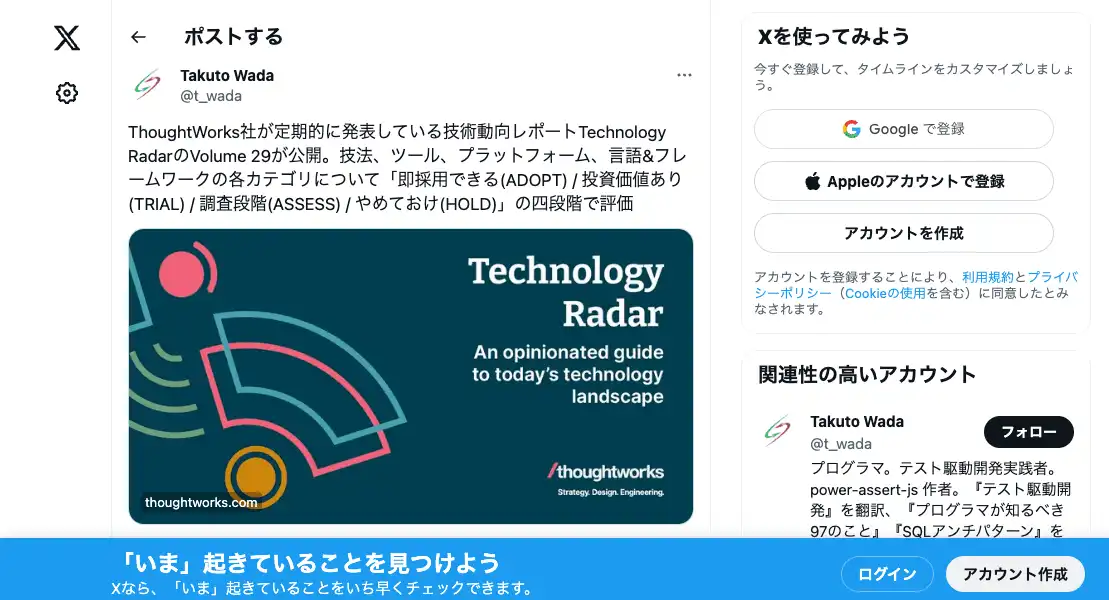 ポストする
Takuto Wada
@t_wada
ThoughtWorks社が定期的に発表している技術動向レポートTechnology
RadarのVolume 29が公開。技法、ツール、プラットフォーム、言語&フレ
ームワークの各カテゴリについて「即採用できる(ADOPT) / 投資価値あり
(TRIAL) / 調査段階(ASSESS) / やめておけ(HOLD)」の四段階で評価
Technology
Radar
An opinionated guide
to today’s technology
landscape
/thoughtworks
Strategy. Design. Engineering.
thoughtworks.com
Xを使ってみよう
今すぐ登録して、タイムラインをカスタマイズしましょ
う。
Google で登録
Appleのアカウントで登録
アカウントを作成
アカウントを登録することにより、利用規約とプライバ
シーポリシー（Cookieの使用を含む）に同意したとみ
なされます。
関連性の高いアカウント
Takuto Wada
@t_wada
フォロー
プログラマ。テスト駆動開発実践者。
power-assert-js 作者。『テスト駆動開
発』を翻訳、『プログラマが知るべき
97のこと』『SQLアンチパターン』を
「いま」起きていることを見つけよう
Xなら、「いま」起きていることをいち早くチェックできます。
ログイン
アカウント作成